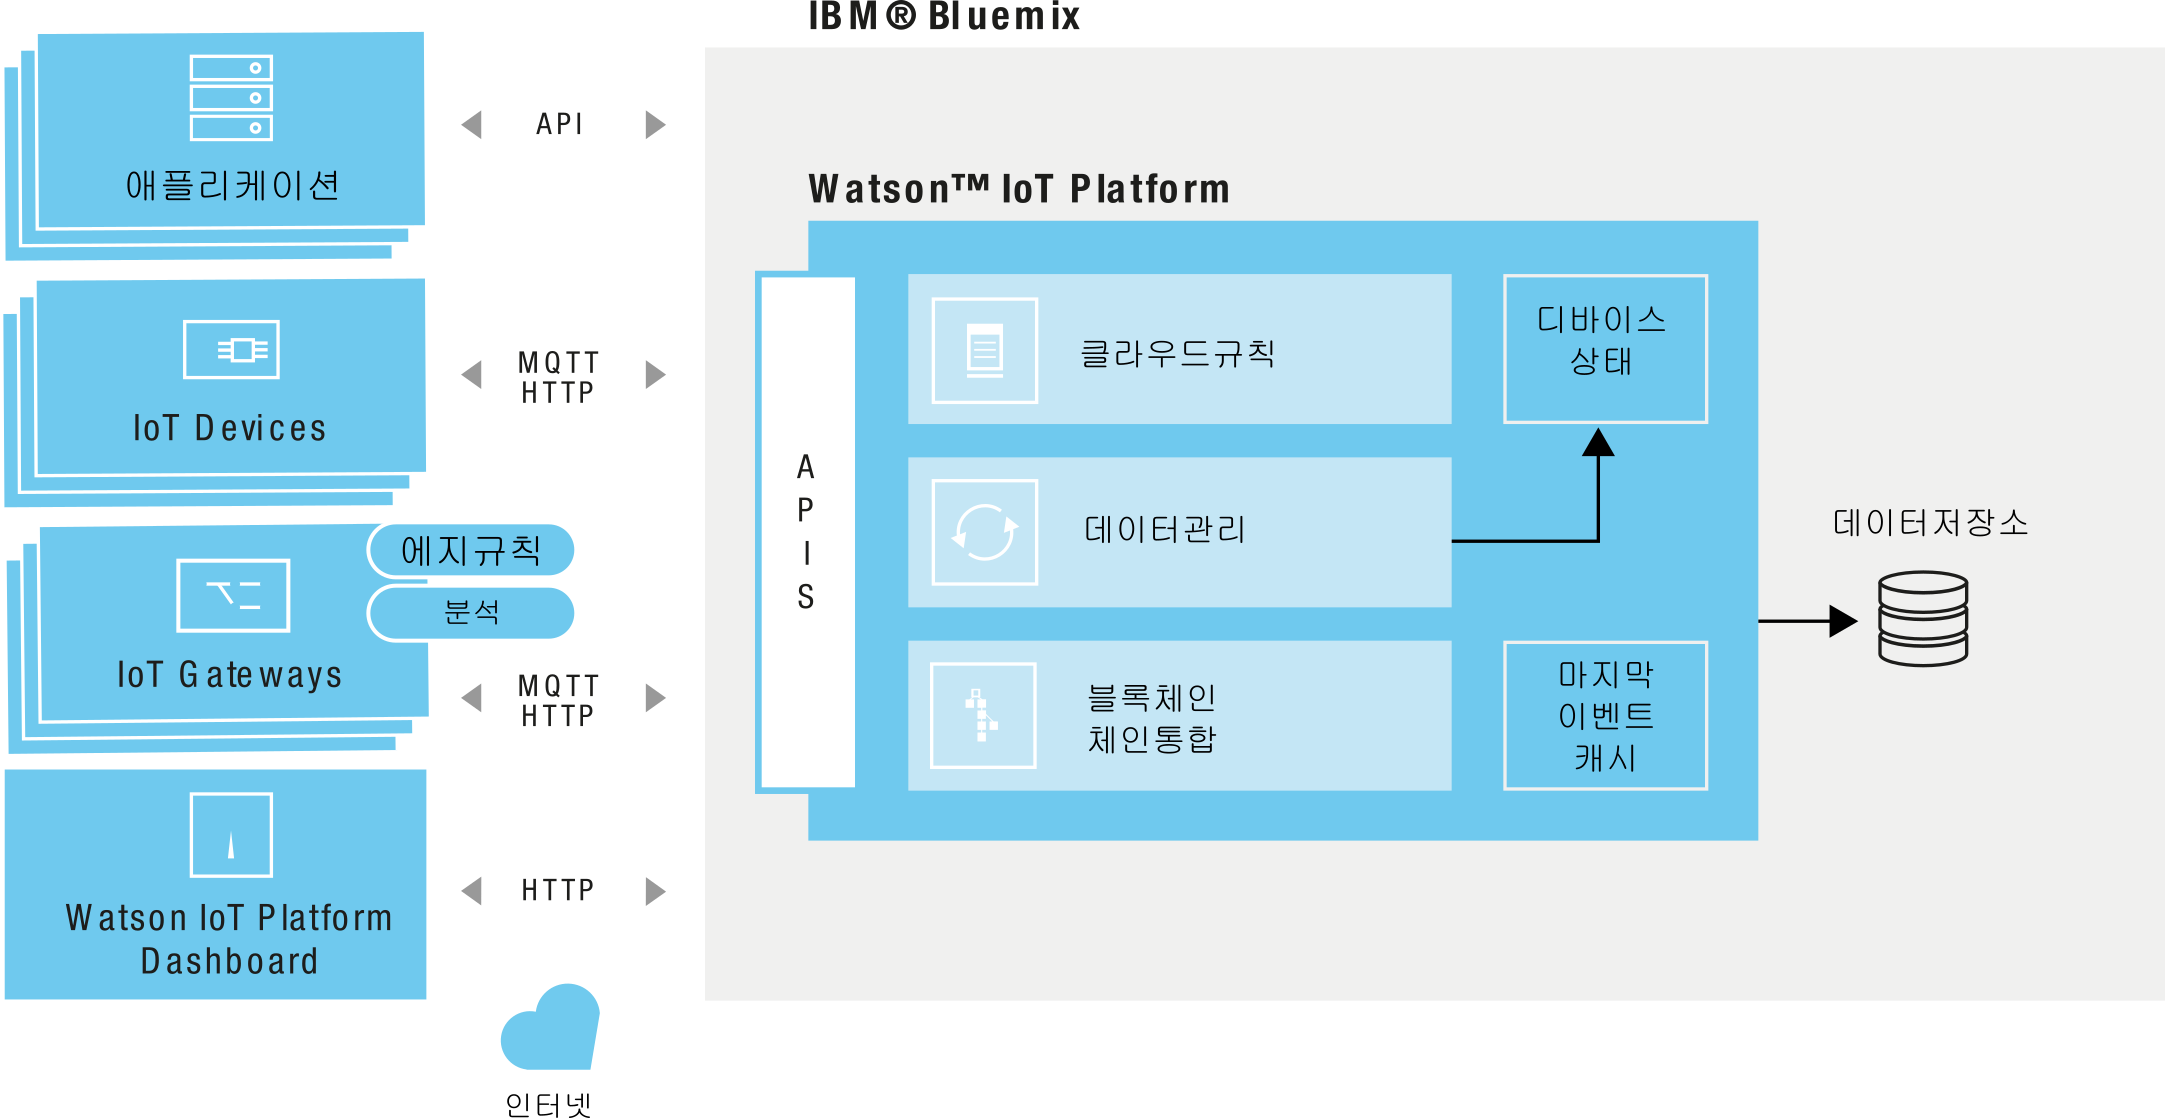 IBM® Bluemix
애플리케이션
API
IoT Devices
MQTT
HTTP
에지규칙
분석
IoT Gateways
MQTT
HTTP
Watson IoT Platform
Dashboard
HTTP
인터넷
Watson™ IoT Platform
A
P
I
S
클라우드규칙
데이터관리
블록체인
체인통합
디바이스
상태
마지막
이벤트
캐시
데이터저장소